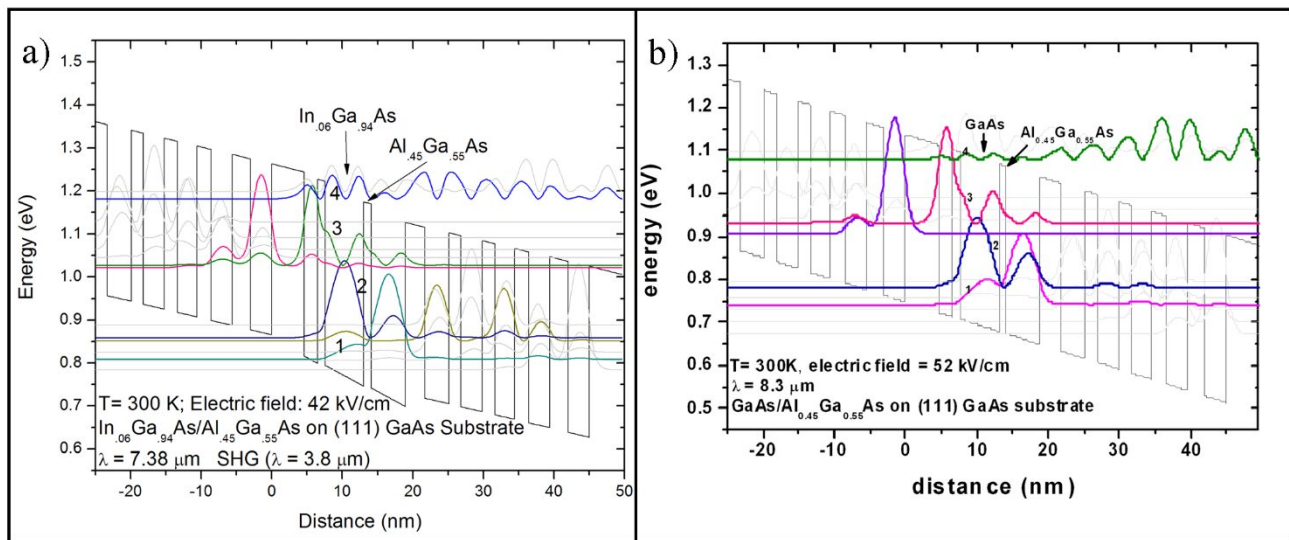 a)
In.06Ga.94As
Al.45Ga.55As
4
3
2
1
T= 300 K; Electric field: 42 kV/cm
In.06Ga.94As/Al.45Ga.55As on (111) GaAs Substrate
λ = 7.38 μm SHG (λ = 3.8 μm)
Energy (eV)
1.5
1.4
1.3
1.2
1.1
1.0
0.9
0.8
0.7
0.6
-20
-10
0
10
20
30
40
50
Distance (nm)
b)
GaAs
Al0.45Ga0.55As
4
3
2
1
T= 300K, electric field = 52 kV/cm
λ = 8.3 μm
GaAs/Al0.45Ga0.55As on (111) GaAs substrate
energy (eV)
1.3
1.2
1.1
1.0
0.9
0.8
0.7
0.6
0.5
-20
-10
0
10
20
30
40
distance (nm)